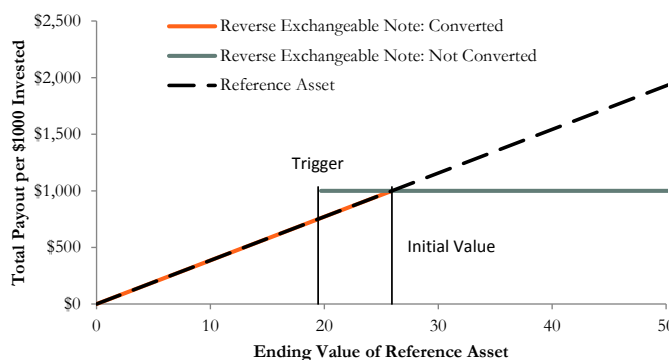 $2,500
$2,000
$1,500
$1,000
$500
$0
Total Payout per $1000 Invested
Reverse Exchangeable Note: Converted
Reverse Exchangeable Note: Not Converted
Reference Asset
Trigger
Initial Value
0 10 20 30 40 50
Ending Value of Reference Asset